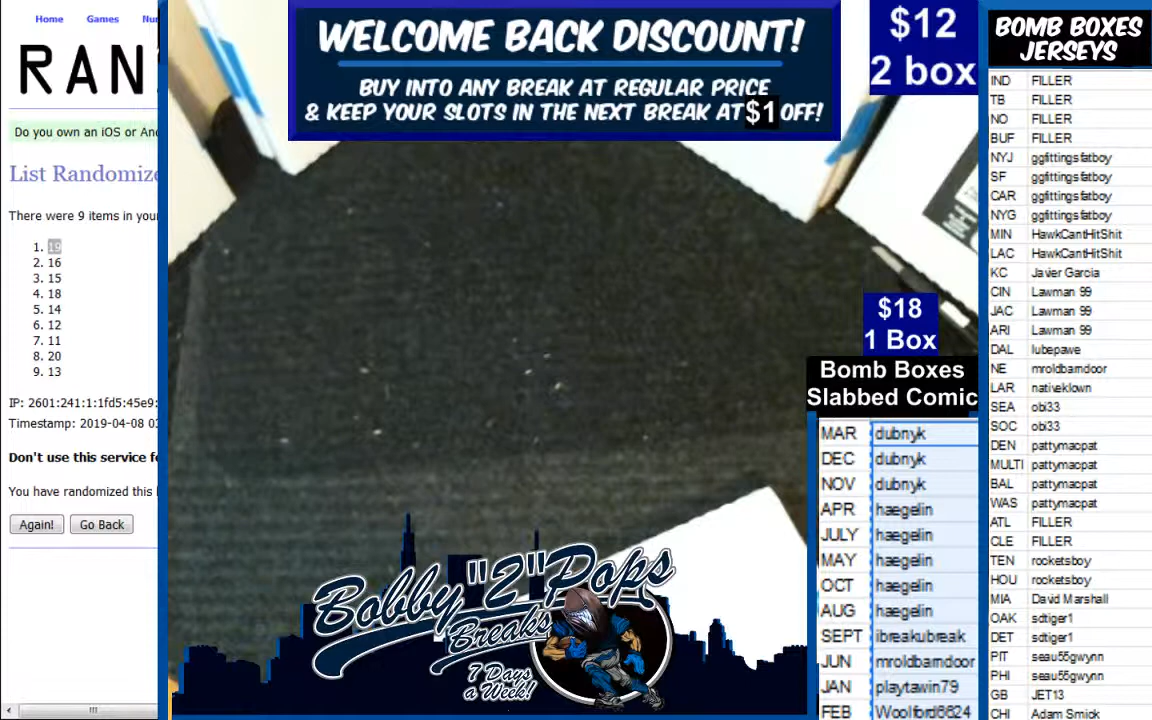 Home Games
RAN
Do you own an iOS or
List
There were 9 items in
1. 19
2. 16
3. 15
4. 18
5. 14
6. 12
7. 11
8. 20
9. 13
IP: 2601:241:1:1fd5:45e9:
Timestamp: 2019-04-08
Don't use this service
You have randomized this
Again! Go Back
WELCOME BACK DISCOUNT!
BUY INTO ANY BREAK AT REGULAR PRICE
& KEEP YOUR SLOTS IN THE NEXT BREAK AT $1 OFF!
$12
2 box
$18
1 Box
Bomb Boxes
Slabbed Comic
MAR dubnyk
DEC dubnyk
NOV dubnyk
APR haegelin
JULY haegelin
MAY haegelin
OCT haegelin
AUG haegelin
SEPT ibreakubreak
JUN mroldbarndoor
JAN playtawin79
FEB Woolford6624
BOMB BOXES
JERSEYS
IND FILLER
TB FILLER
NO FILLER
BUF FILLER
NYJ ggfittingsfatboy
SF ggfittingsfatboy
CAR ggfittingsfatboy
NYG ggfittingsfatboy
MIN HawkCantHitShit
LAC HawkCantHitShit
KC Javier Garcia
CIN Lawman 99
JAC Lawman 99
ARI Lawman 99
DAL lubepawe
NE mroldbarndoor
LAR nativeklown
SEA obi33
SOC obi33
DEN pattymacpat
MULTI pattymacpat
BAL pattymacpat
WAS pattymacpat
ATL FILLER
CLE FILLER
TEN rocketsboy
HOU rocketsboy
MIA David Marshall
OAK sdtiger1
DET sdtiger1
PIT seau55gwynn
PHI seau55gwynn
GB JET13
CHI Adam Smick
Bobby "2" Pops
Breaks
7 Days
a Week!